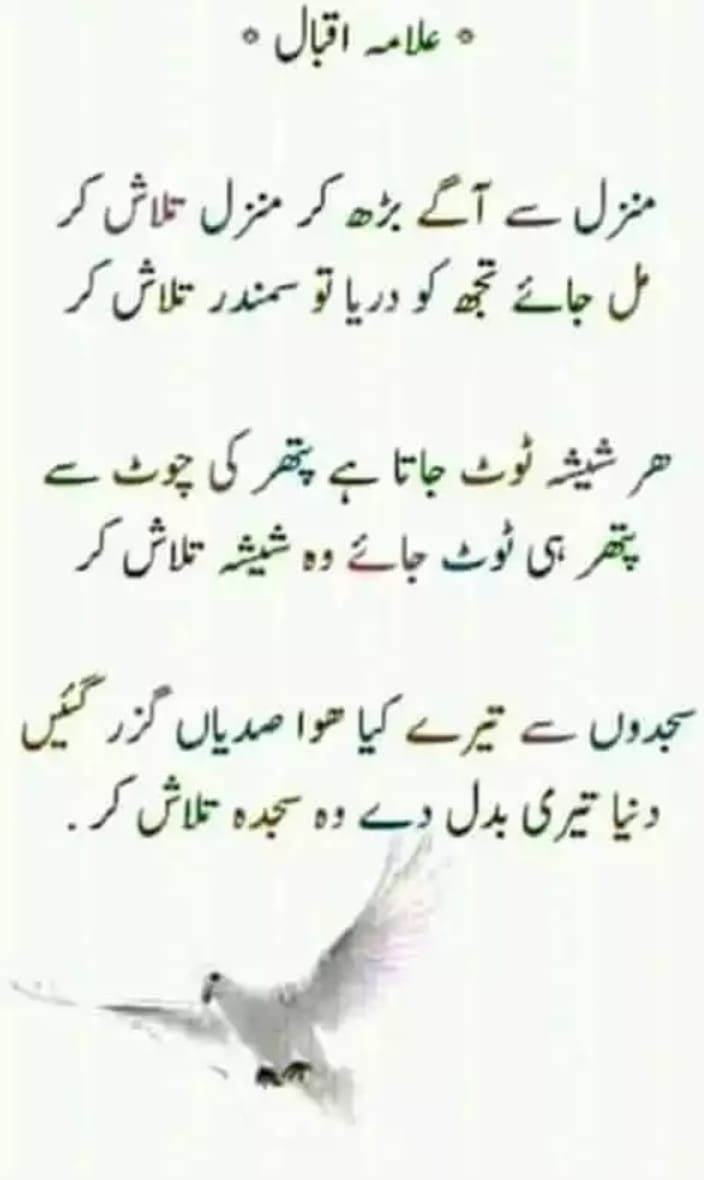 * علامہ اقبال *
منزل سے آگے بڑھ کر منزل تلاش کر
مل جائے تجھ کو دریا تو سمندر تلاش کر
ھر شیشہ ٹوٹ جاتا ہے پتھر کی چوٹ سے
پتھر ہی ٹوٹ جائے وہ شیشہ تلاش کر
سجدوں سے تیرے کیا ھوا صدیاں گزر گئیں
دنیا تیری بدل دے وہ سجدہ تلاش کر .